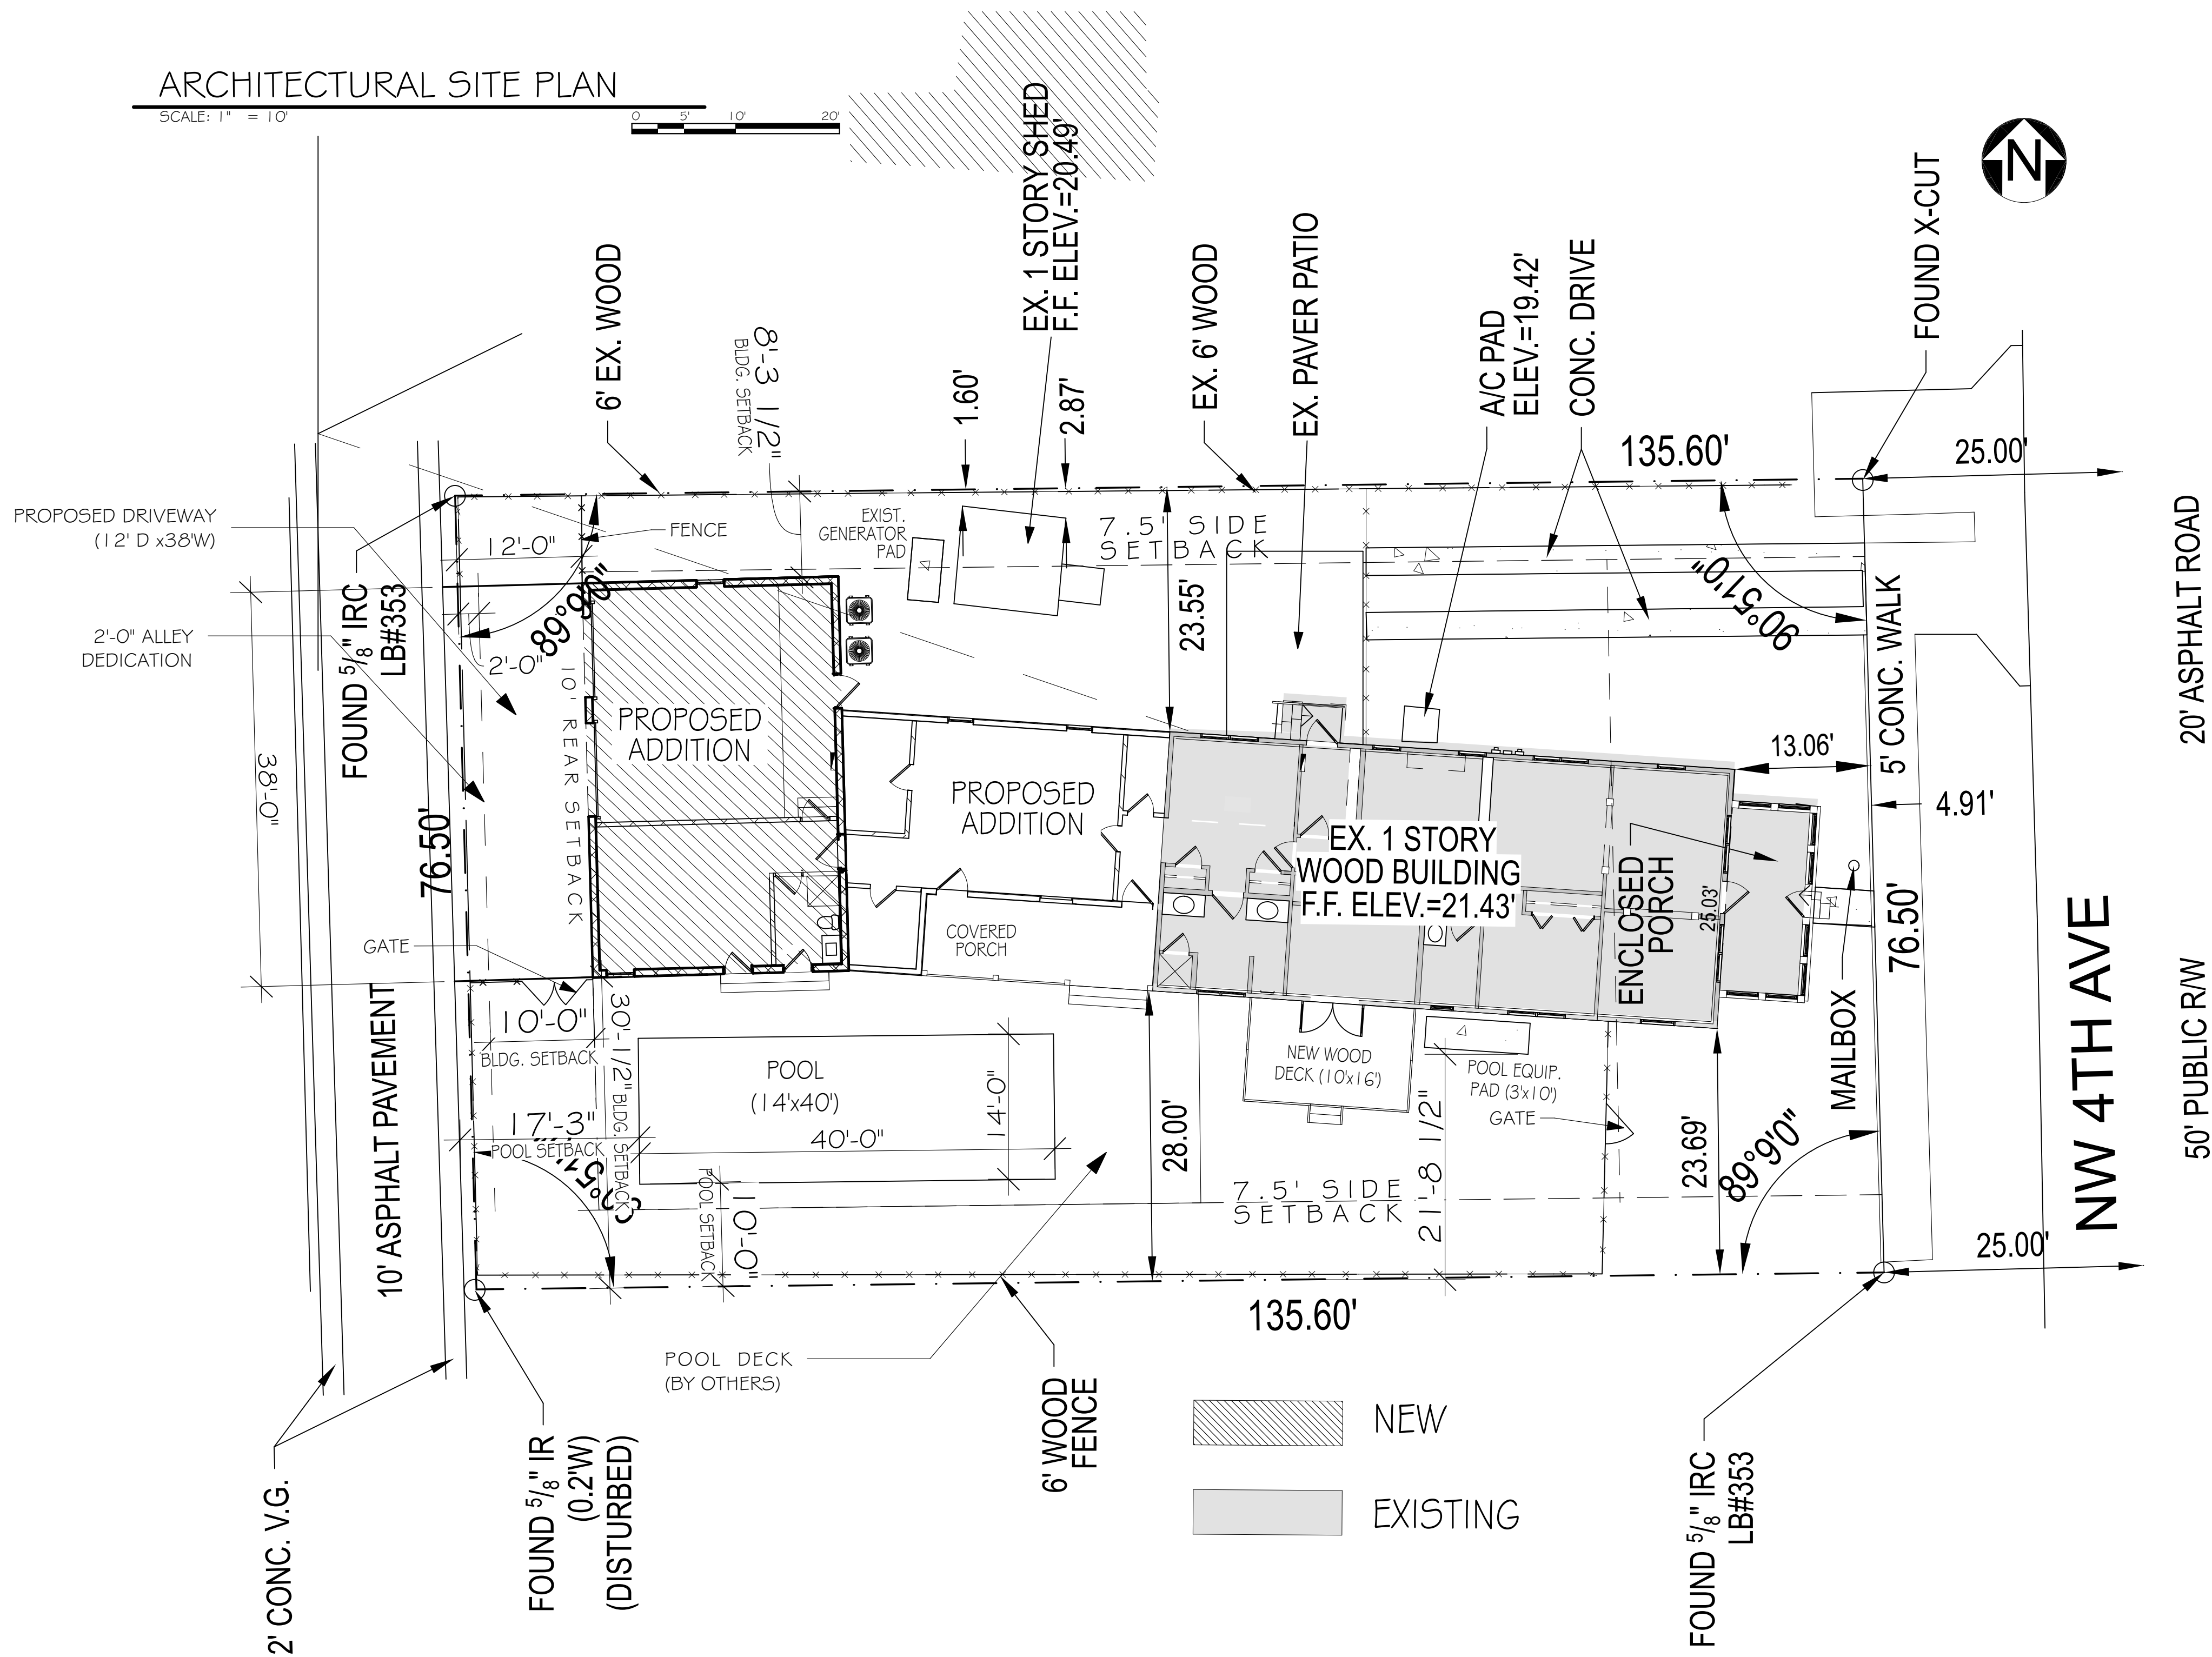 ARCHITECTURAL SITE PLAN
SCALE: 1" = 10'
0 5' 10' 20'
N
EX. 1 STORY SHED
F.F. ELEV.=20.49'
6' EX. WOOD
8'-3 1/2"
BLDG. SETBACK
1.60'
2.87'
EX. 6' WOOD
EX. PAVER PATIO
A/C PAD
ELEV.=19.42'
CONC. DRIVE
FOUND X-CUT
135.60'
25.00'
PROPOSED DRIVEWAY
(12' D x38'W)
2'-0" ALLEY
DEDICATION
FOUND 5/8" IRC
LB#353
12'-0"
FENCE
EXIST.
GENERATOR
PAD
7.5' SIDE
SETBACK
89°9'0"
2'-0"
10' REAR SETBACK
23.55'
90°51'0"
5' CONC. WALK
20' ASPHALT ROAD
38'-0"
76.50'
PROPOSED
ADDITION
PROPOSED
ADDITION
EX. 1 STORY
WOOD BUILDING
F.F. ELEV.=21.43'
ENCLOSED
PORCH
25.03'
13.06'
4.91'
76.50'
COVERED
PORCH
GATE
10' ASPHALT PAVEMENT
10'-0"
BLDG. SETBACK
30'-1/2" BLDG. SETBACK
17'-3"
POOL SETBACK
POOL
(14'x40')
40'-0"
14'-0"
POOL SETBACK
10'-0"
28.00'
NEW WOOD
DECK (10'x16')
POOL EQUIP.
PAD (3'x10')
GATE
21'-8 1/2"
7.5' SIDE
SETBACK
23.69'
89°9'0"
MAILBOX
NW 4TH AVE
50' PUBLIC R/W
25.00'
135.60'
POOL DECK
(BY OTHERS)
6' WOOD
FENCE
2' CONC. V.G.
FOUND 5/8" IR
(0.2'W)
(DISTURBED)
NEW
EXISTING
FOUND 5/8" IRC
LB#353